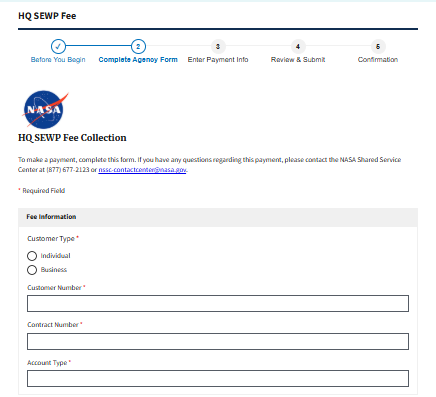 HQ SEWP Fee
✓ 2 3 4 5
Before You Begin Complete Agency Form Enter Payment Info Review & Submit Confirmation
NASA
HQ SEWP Fee Collection
To make a payment, complete this form. If you have any questions regarding this payment, please contact the NASA Shared Service
Center at (877) 677-2123 or nssc-contactcenter@nasa.gov.
* Required Field
Fee Information
Customer Type *
Individual
Business
Customer Number *
Contract Number *
Account Type *